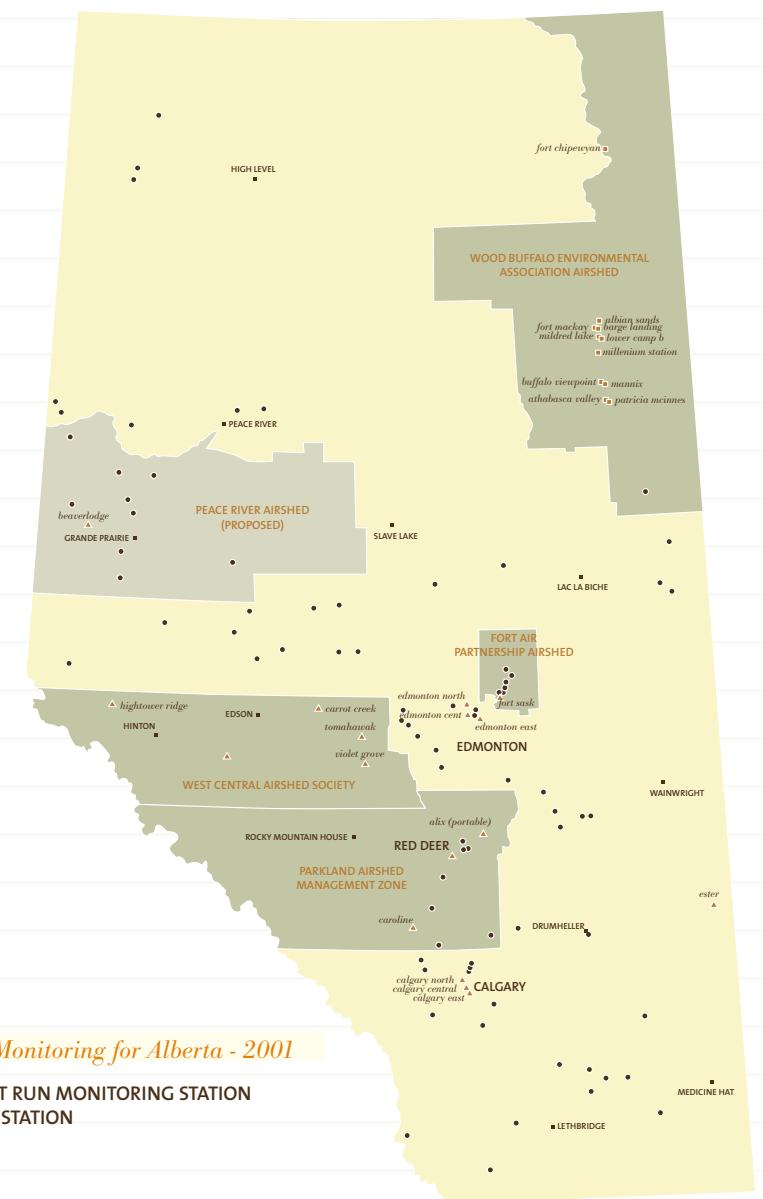 fort chipewyan
HIGH LEVEL
WOOD BUFFALO ENVIRONMENTAL
ASSOCIATION AIRSHED
albian sands
fort mackay
barge landing
mildred lake
lower camp b
millenium station
buffalo viewpoint
mannix
athabasca valley
patricia mcinnes
PEACE RIVER
PEACE RIVER AIRSHED
(PROPOSED)
beaverlodge
GRANDE PRAIRIE
SLAVE LAKE
LAC LA BICHE
FORT AIR
PARTNERSHIP AIRSHED
edmonton north
fort sask
hightower ridge
carrot creek
EDSON
edmonton cent
HINTON
tomahawak
edmonton east
EDMONTON
violet grove
WEST CENTRAL AIRSHED SOCIETY
WAINWRIGHT
alix (portable)
ROCKY MOUNTAIN HOUSE
RED DEER
PARKLAND AIRSHED
MANAGEMENT ZONE
ester
caroline
DRUMHELLER
calgary north
calgary central
CALGARY
calgary east
Monitoring for Alberta - 2001
T RUN MONITORING STATION
STATION
MEDICINE HAT
LETHBRIDGE